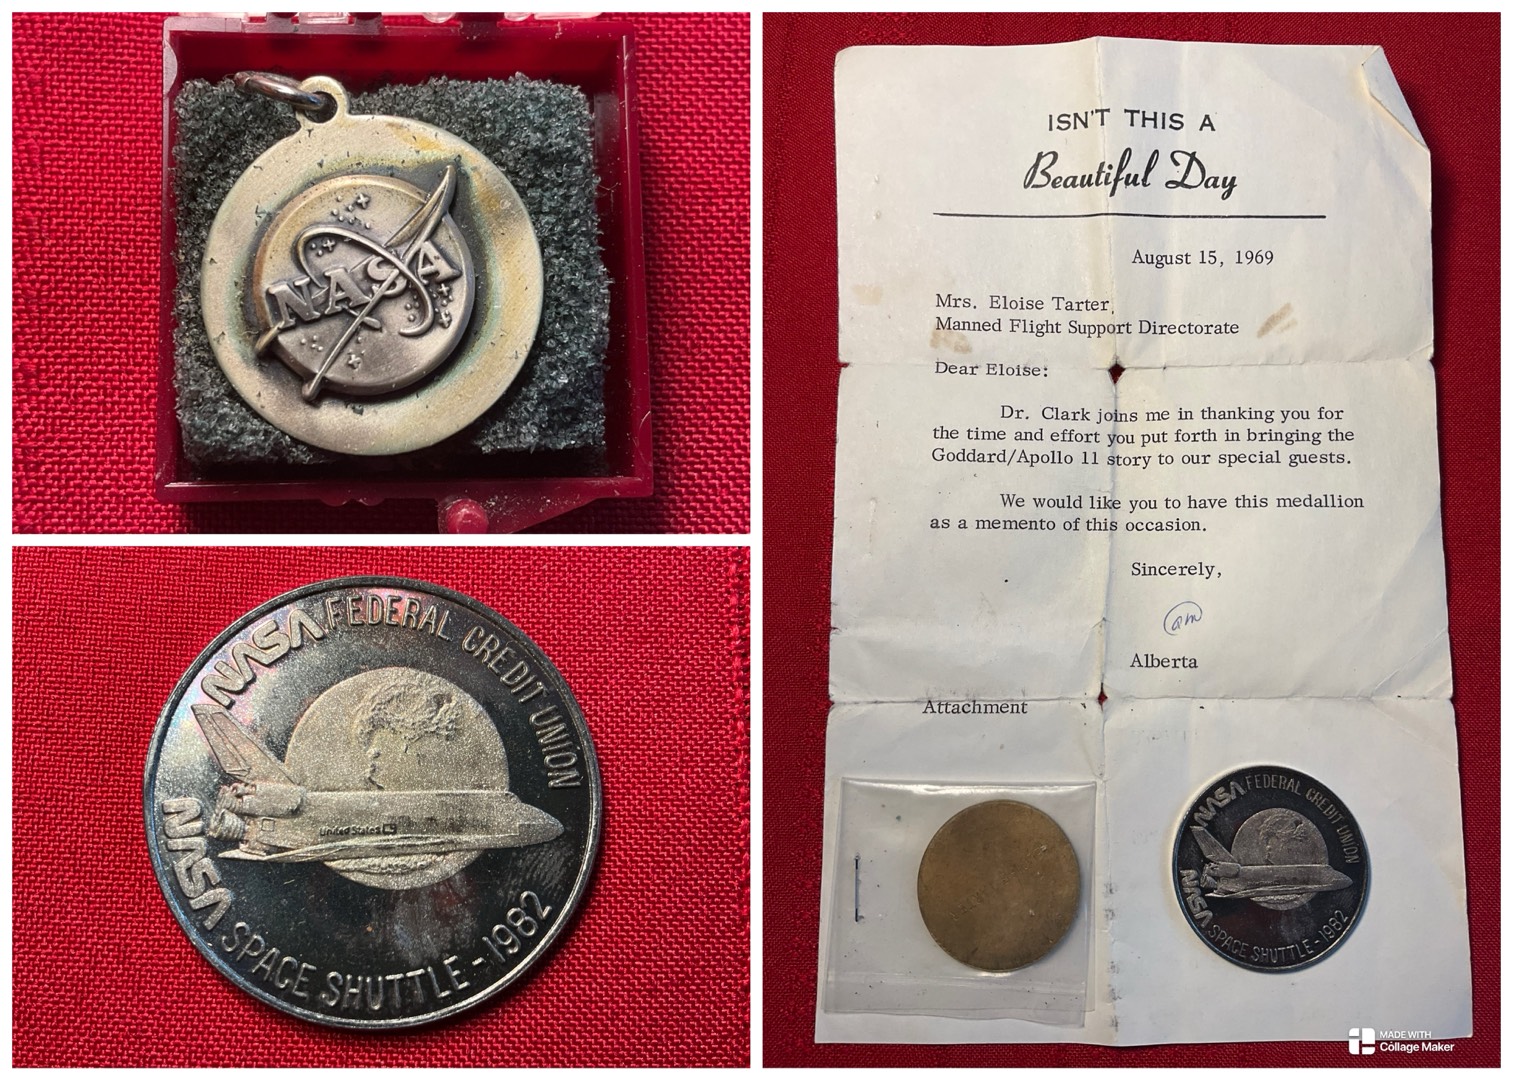 NASA
NASA FEDERAL CREDIT UNION
United States
NASA SPACE SHUTTLE - 1982
ISN'T THIS A
Beautiful Day
August 15, 1969
Mrs. Eloise Tarter,
Manned Flight Support Directorate
Dear Eloise:
Dr. Clark joins me in thanking you for
the time and effort you put forth in bringing the
Goddard/Apollo 11 story to our special guests.
We would like you to have this medallion
as a memento of this occasion.
Sincerely,
am
Alberta
Attachment
NASA FEDERAL CREDIT UNION
NASA SPACE SHUTTLE - 1982
MADE WITH
Collage Maker